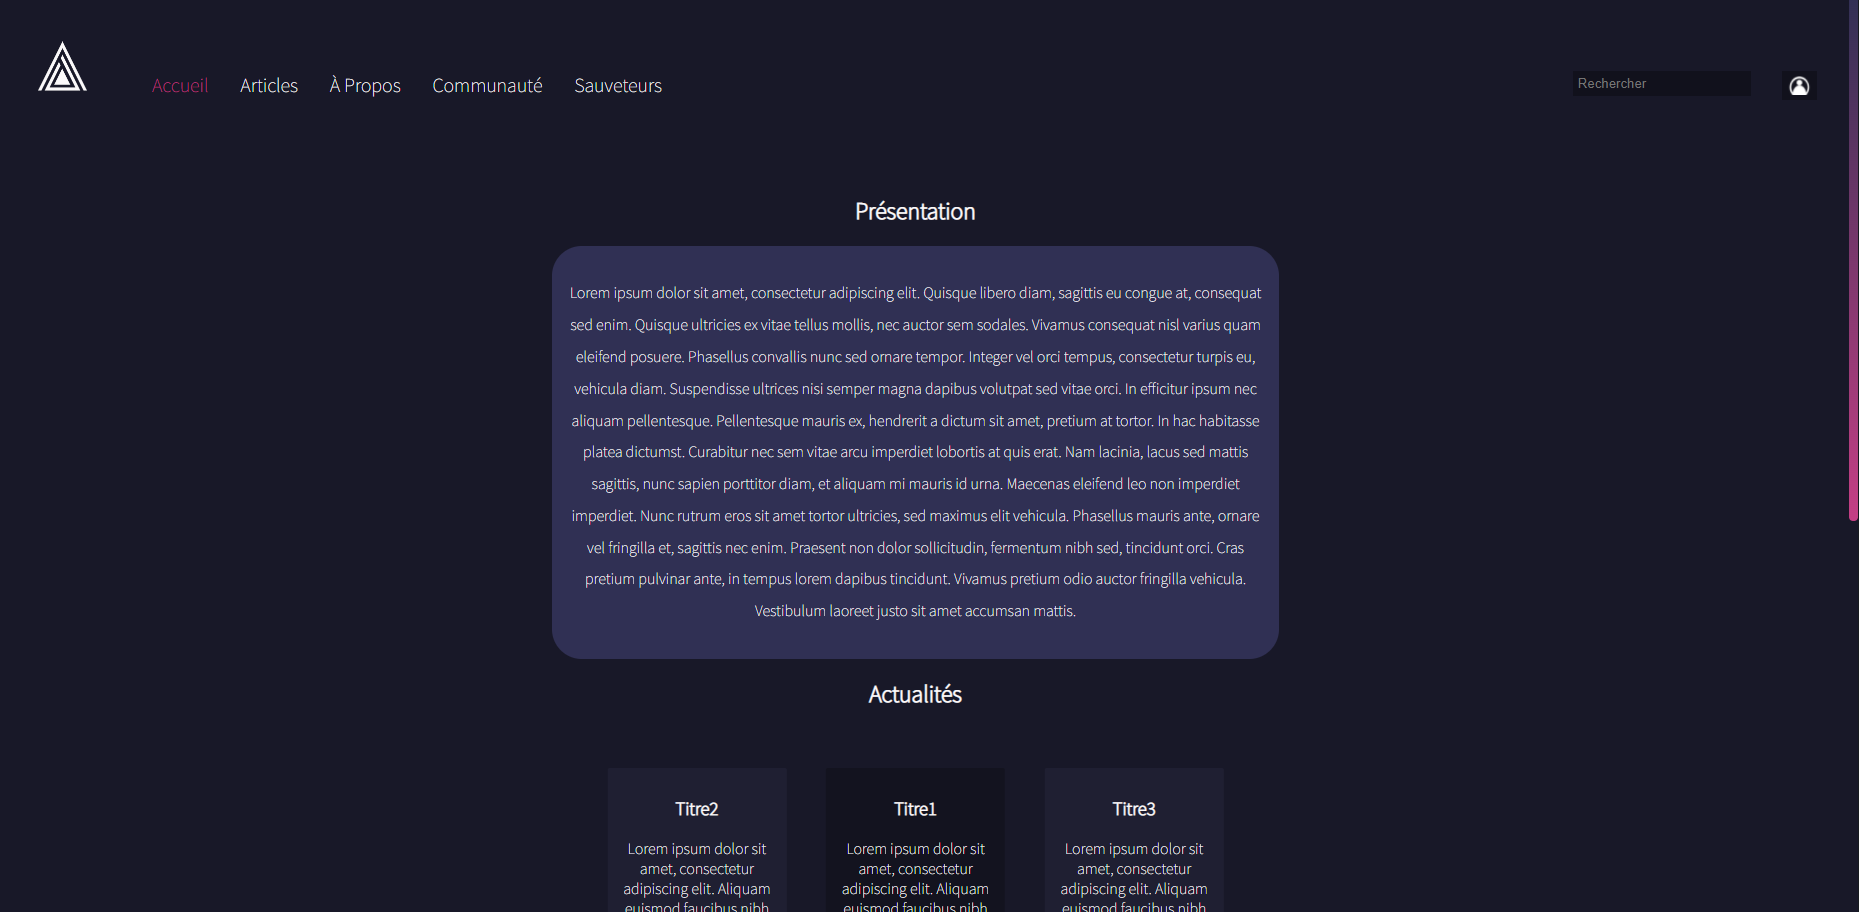 Accueil Articles À Propos Communauté Sauveteurs Rechercher
Présentation
Lorem ipsum dolor sit amet, consectetur adipiscing elit. Quisque libero diam, sagittis eu congue at, consequat
sed enim. Quisque ultricies ex vitae tellus mollis, nec auctor sem sodales. Vivamus consequat nisl varius quam
eleifend posuere. Phasellus convallis nunc sed ornare tempor. Integer vel orci tempus, consectetur turpis eu,
vehicula diam. Suspendisse ultrices nisi semper magna dapibus volutpat sed vitae orci. In efficitur ipsum nec
aliquam pellentesque. Pellentesque mauris ex, hendrerit a dictum sit amet, pretium at tortor. In hac habitasse
platea dictumst. Curabitur nec sem vitae arcu imperdiet lobortis at quis erat. Nam lacinia, lacus sed mattis
sagittis, nunc sapien porttitor diam, et aliquam mi mauris id urna. Maecenas eleifend leo non imperdiet
imperdiet. Nunc rutrum eros sit amet tortor ultricies, sed maximus elit vehicula. Phasellus mauris ante, ornare
vel fringilla et, sagittis nec enim. Praesent non dolor sollicitudin, fermentum nibh sed, tincidunt orci. Cras
pretium pulvinar ante, in tempus lorem dapibus tincidunt. Vivamus pretium odio auctor fringilla vehicula.
Vestibulum laoreet justo sit amet accumsan mattis.
Actualités
Titre2
Lorem ipsum dolor sit
amet, consectetur
adipiscing elit. Aliquam
euismod faucibus nibh
Titre1
Lorem ipsum dolor sit
amet, consectetur
adipiscing elit. Aliquam
euismod faucibus nibh
Titre3
Lorem ipsum dolor sit
amet, consectetur
adipiscing elit. Aliquam
euismod faucibus nibh